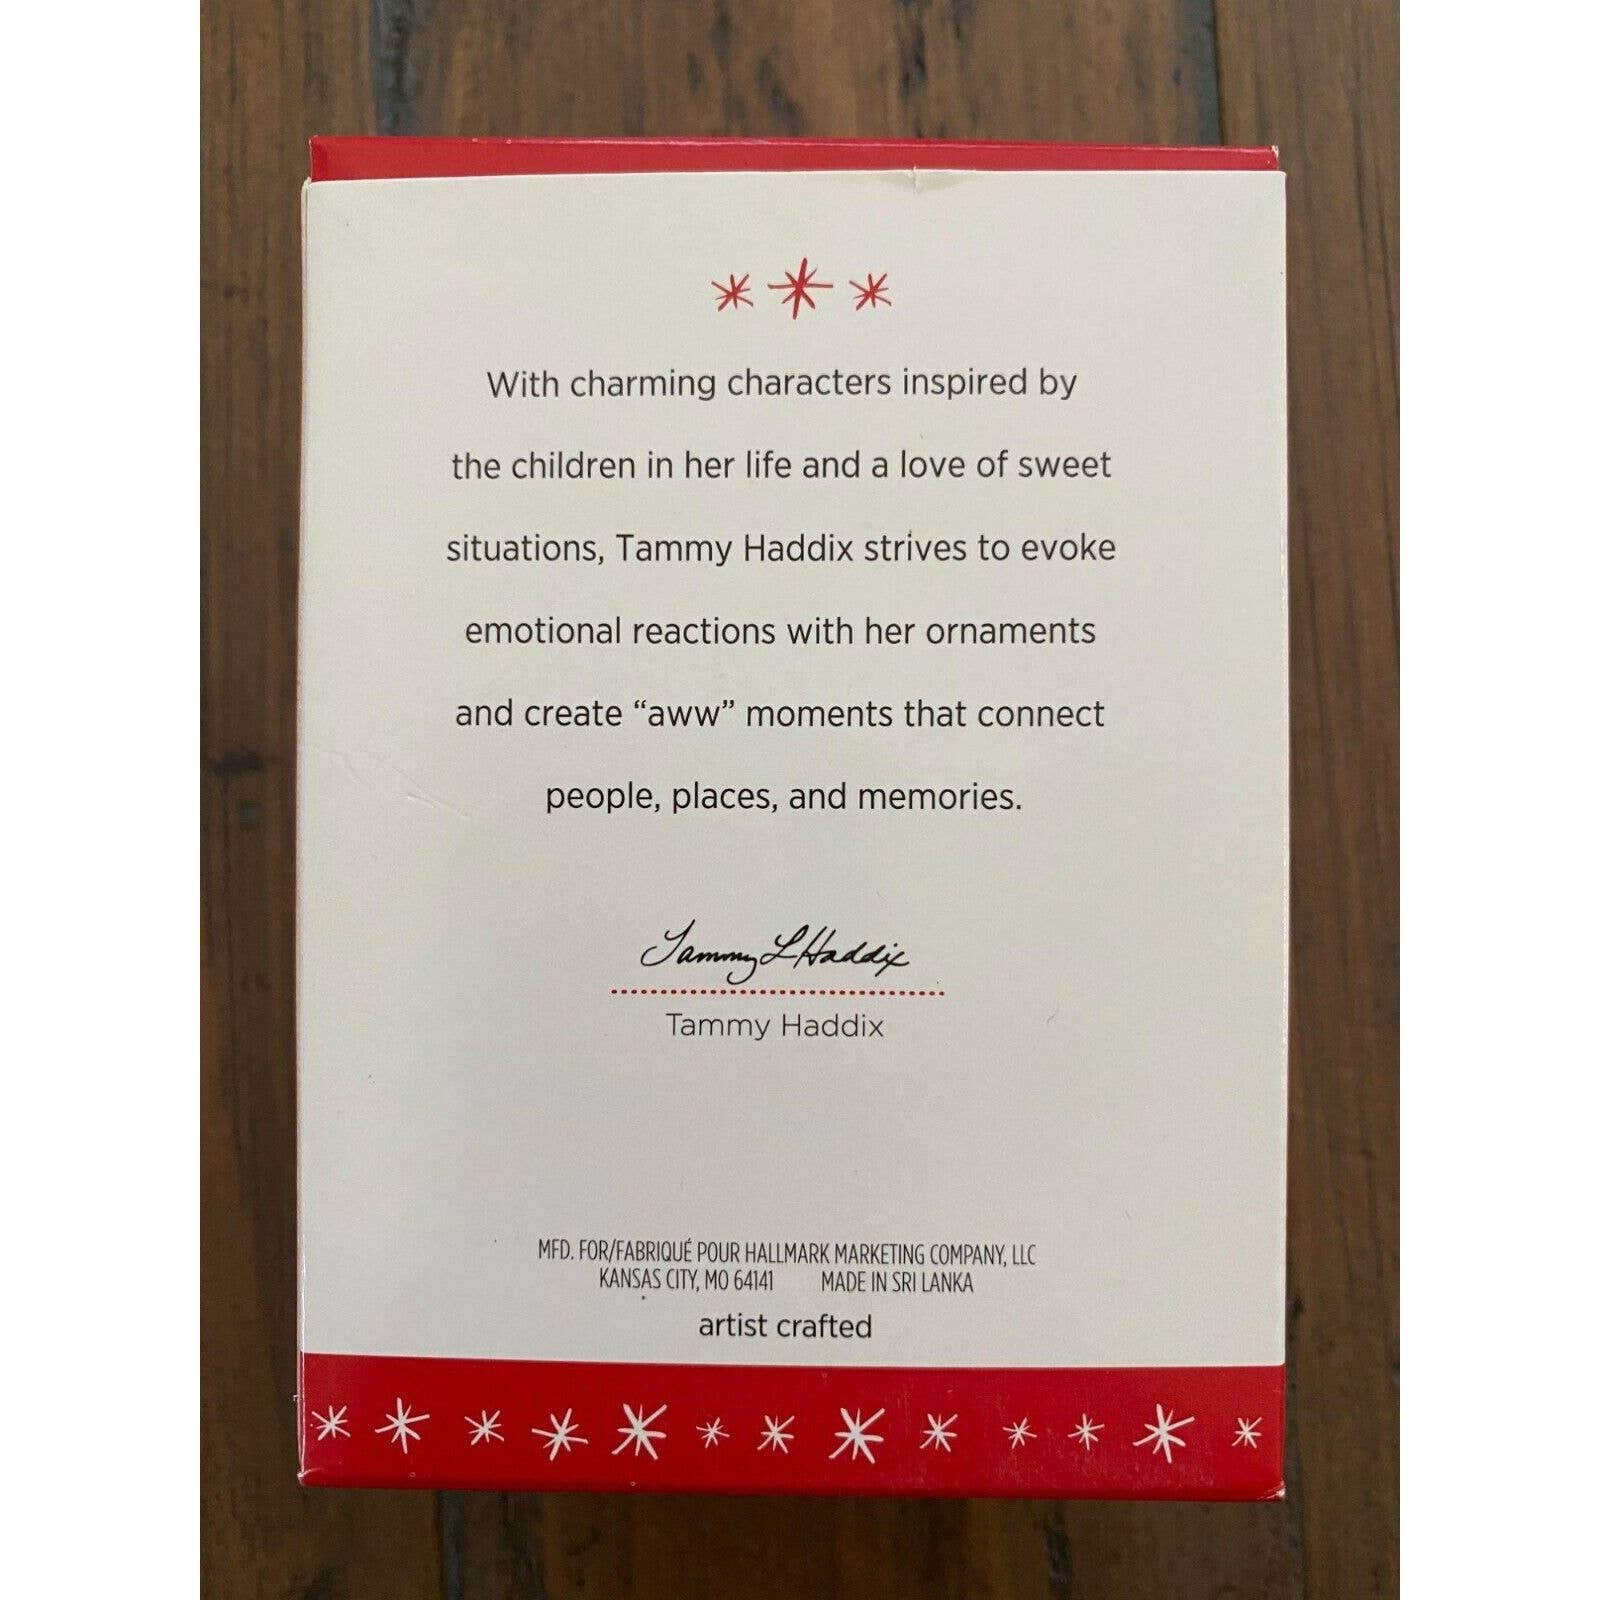 With charming characters inspired by
the children in her life and a love of sweet
situations, Tammy Haddix strives to evoke
emotional reactions with her ornaments
and create “aww” moments that connect
people, places, and memories.
Tammy L Haddix
Tammy Haddix
MFD. FOR/FABRIQUÉ POUR HALLMARK MARKETING COMPANY, LLC
KANSAS CITY, MO 64141 MADE IN SRI LANKA
artist crafted